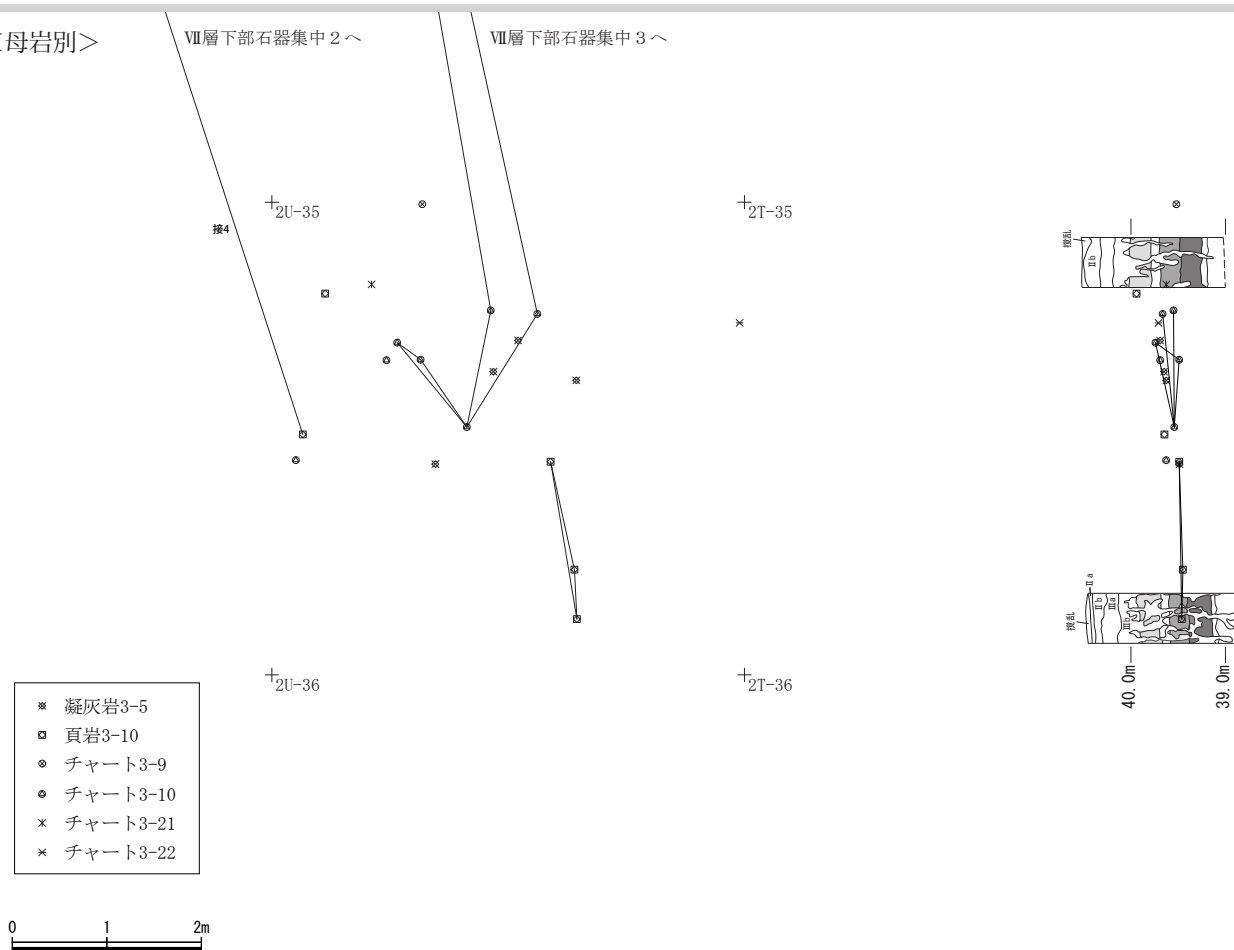 母岩別＞
Ⅶ層下部石器集中２へ
Ⅶ層下部石器集中３へ
2U-35
2T-35
接4
撹乱
Ⅱb
Ⅱa
撹乱
Ⅱb
Ⅲa
Ⅲb
2U-36
2T-36
40.0m
39.0m
凝灰岩3-5
頁岩3-10
チャート3-9
チャート3-10
チャート3-21
チャート3-22
0 1 2m